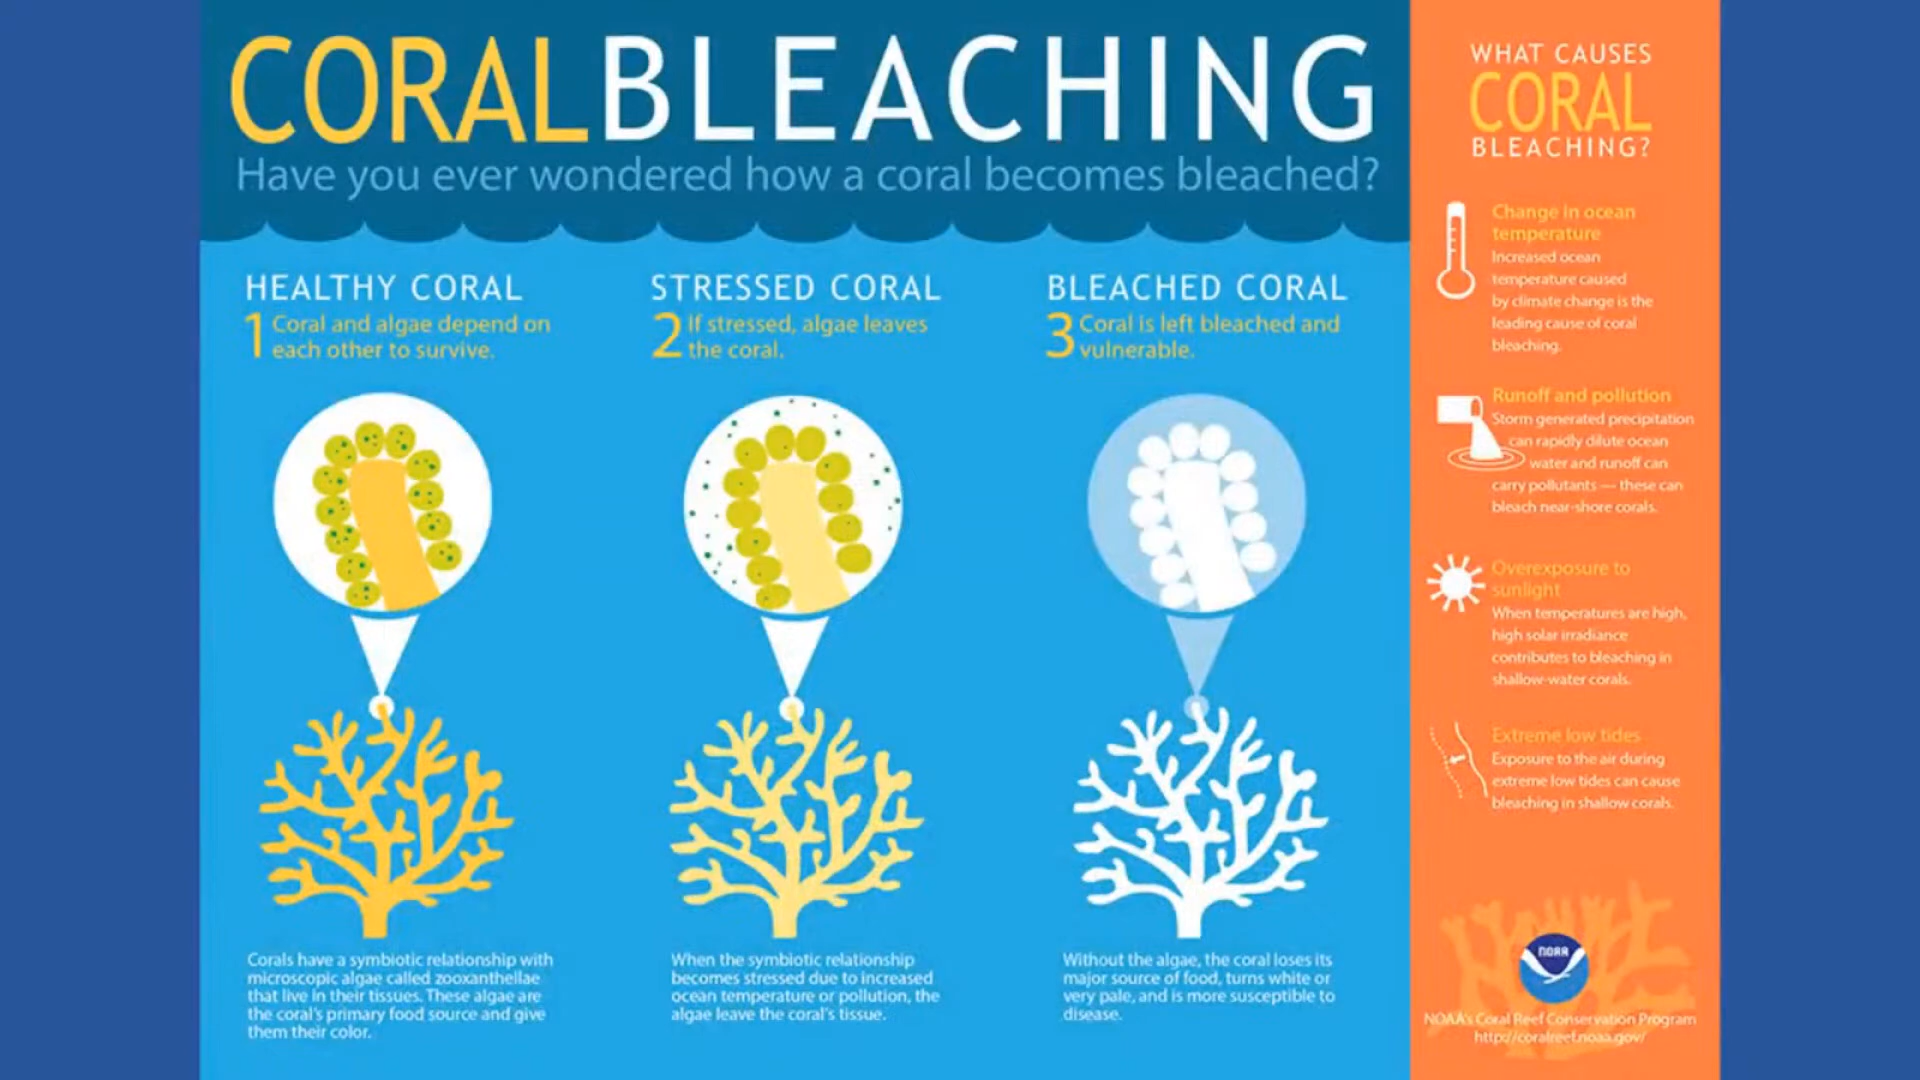 CORALBLEACHING
Have you ever wondered how a coral becomes bleached?
HEALTHY CORAL
1 Coral and algae depend on
each other to survive.
Corals have a symbiotic relationship with
microscopic algae called zooxanthellae
that live in their tissues. These algae are
the coral's primary food source and give
them their color.
STRESSED CORAL
2 If stressed, algae leaves
the coral.
When the symbiotic relationship
becomes stressed due to increased
ocean temperature or pollution, the
algae leave the coral's tissue.
BLEACHED CORAL
3 Coral is left bleached and
vulnerable.
Without the algae, the coral loses its
major source of food, turns white or
very pale, and is more susceptible to
disease.
WHAT CAUSES
CORAL
BLEACHING?
Change in ocean
temperature
Increased ocean
temperature caused
by climate change is the
leading cause of coral
bleaching.
Runoff and pollution
Storm generated precipitation
can rapidly dilute ocean
water and runoff can
carry pollutants — these can
bleach near-shore corals.
Overexposure to
sunlight
When temperatures are high,
high solar irradiance
contributes to bleaching in
shallow-water corals.
Extreme low tides
Exposure to the air during
extreme low tides can cause
bleaching in shallow corals.
NOAA
NOAA's Coral Reef Conservation Program
http://coralreef.noaa.gov/